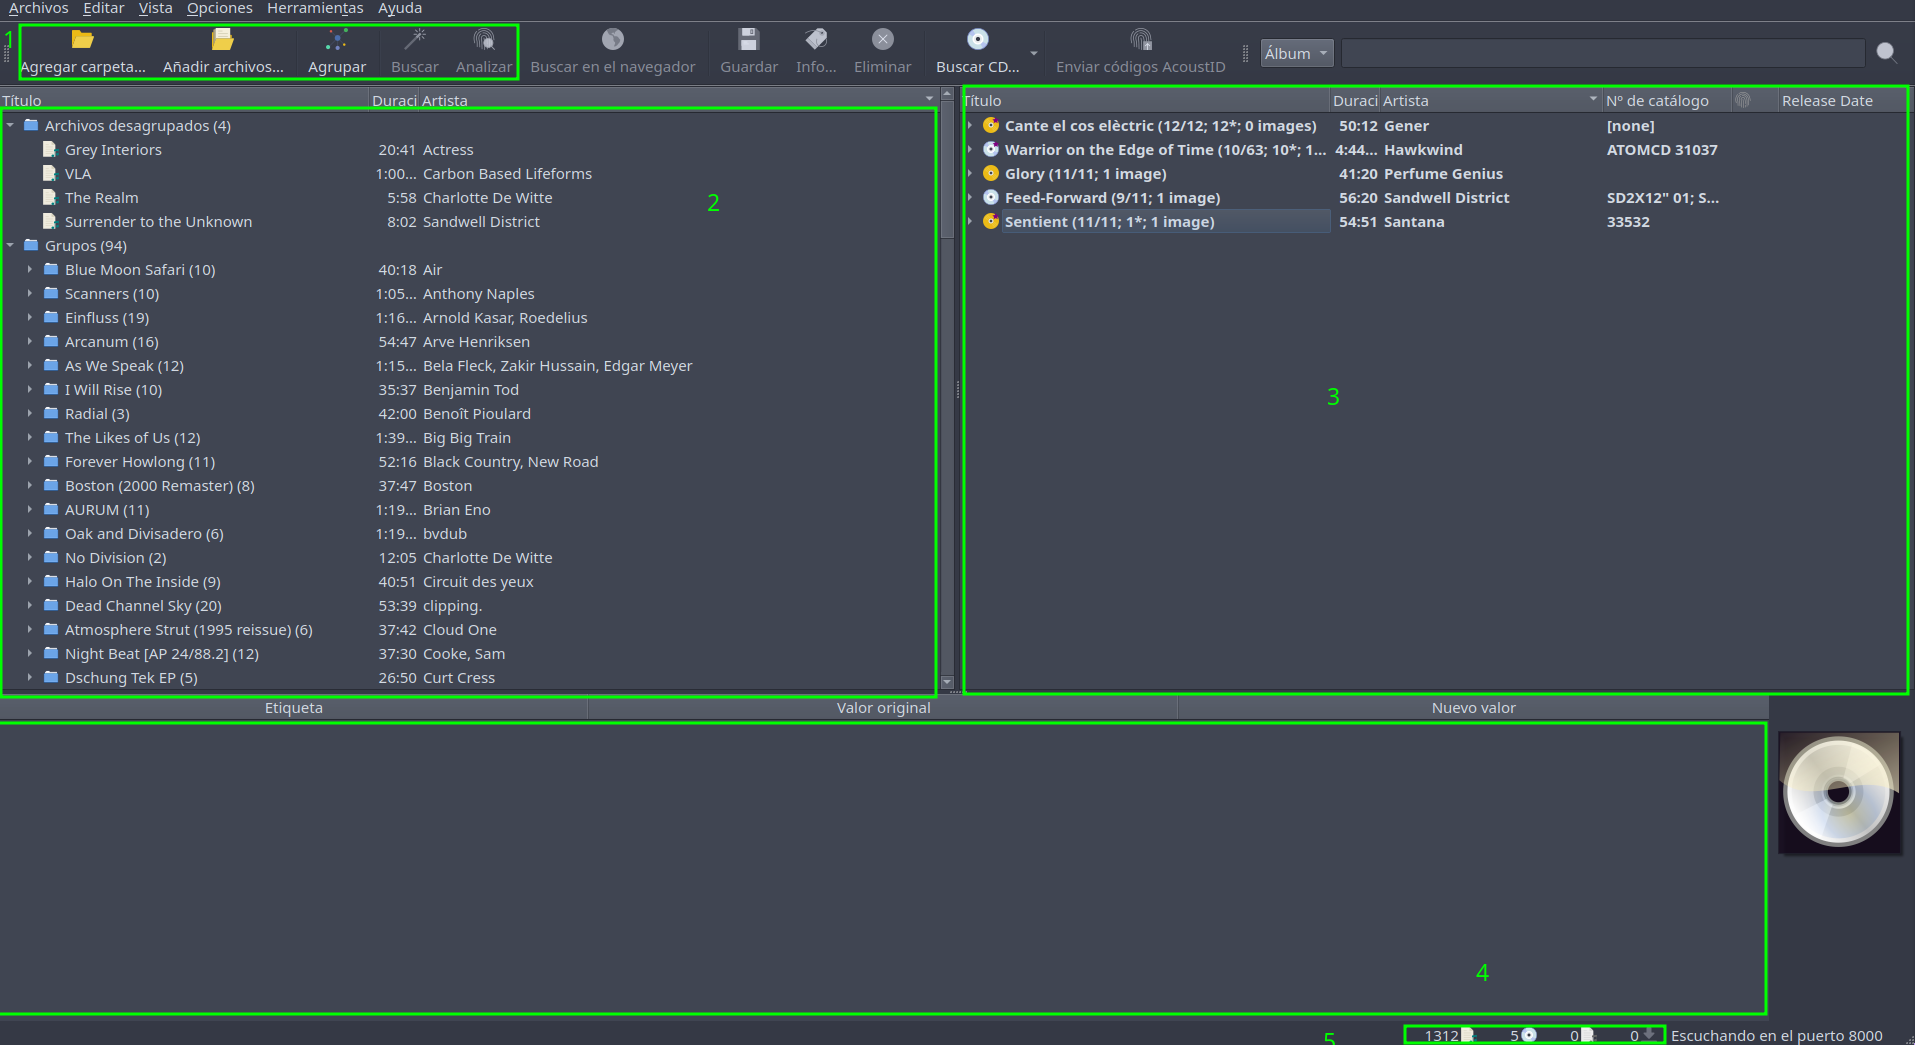 Archivos Editar Vista Opciones Herramientas Ayuda
1
Agregar carpeta... Añadir archivos... Agrupar Buscar Analizar Buscar en el navegador Guardar Info... Eliminar Buscar CD... Enviar códigos AcoustID Álbum
Título Duraci Artista
Archivos desagrupados (4)
Grey Interiors 20:41 Actress
VLA 1:00... Carbon Based Lifeforms
The Realm 5:58 Charlotte De Witte
2
Surrender to the Unknown 8:02 Sandwell District
Grupos (94)
Blue Moon Safari (10) 40:18 Air
Scanners (10) 1:05... Anthony Naples
Einfluss (19) 1:16... Arnold Kasar, Roedelius
Arcanum (16) 54:47 Arve Henriksen
As We Speak (12) 1:15... Bela Fleck, Zakir Hussain, Edgar Meyer
I Will Rise (10) 35:37 Benjamin Tod
Radial (3) 42:00 Benoît Pioulard
The Likes of Us (12) 1:39... Big Big Train
Forever Howlong (11) 52:16 Black Country, New Road
Boston (2000 Remaster) (8) 37:47 Boston
AURUM (11) 1:19... Brian Eno
Oak and Divisadero (6) 1:19... bvdub
No Division (2) 12:05 Charlotte De Witte
Halo On The Inside (9) 40:51 Circuit des yeux
Dead Channel Sky (20) 53:39 clipping.
Atmosphere Strut (1995 reissue) (6) 37:42 Cloud One
Night Beat [AP 24/88.2] (12) 37:30 Cooke, Sam
Dschung Tek EP (5) 26:50 Curt Cress
Título Duraci Artista Nº de catálogo Release Date
Cante el cos elèctric (12/12; 12*; 0 images) 50:12 Gener [none]
Warrior on the Edge of Time (10/63; 10*; 1... 4:44... Hawkwind ATOMCD 31037
Glory (11/11; 1 image) 41:20 Perfume Genius
Feed-Forward (9/11; 1 image) 56:20 Sandwell District SD2X12" 01; S...
Sentient (11/11; 1*; 1 image) 54:51 Santana 33532
3
Etiqueta Valor original Nuevo valor
4
5
1312 5 0 0 Escuchando en el puerto 8000